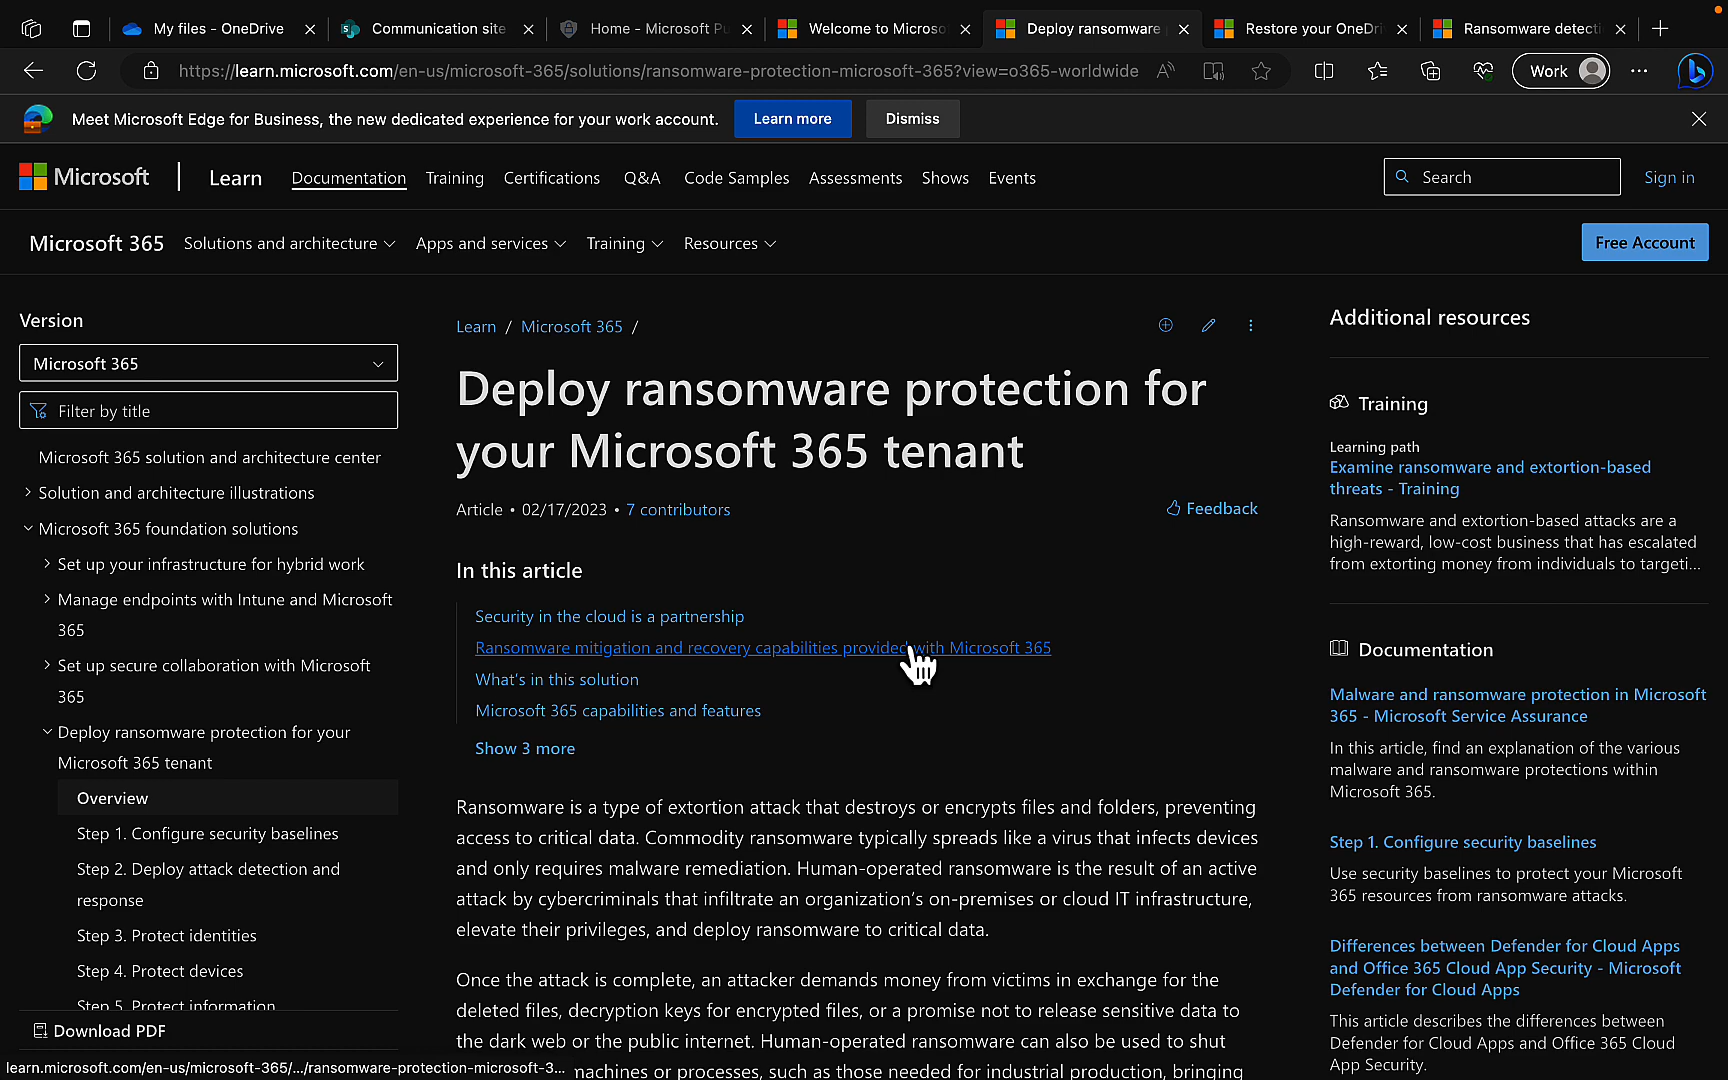 My files - OneDrive
Communication site
Home - Microsoft Pu
Welcome to Microso
Deploy ransomware
Restore your OneDri
Ransomware detecti
https://learn.microsoft.com/en-us/microsoft-365/solutions/ransomware-protection-microsoft-365?view=o365-worldwide
Work
Meet Microsoft Edge for Business, the new dedicated experience for your work account.
Learn more
Dismiss
Microsoft
Learn
Documentation
Training
Certifications
Q&A
Code Samples
Assessments
Shows
Events
Search
Sign in
Microsoft 365
Solutions and architecture
Apps and services
Training
Resources
Free Account
Version
Microsoft 365
Filter by title
Microsoft 365 solution and architecture center
Solution and architecture illustrations
Microsoft 365 foundation solutions
Set up your infrastructure for hybrid work
Manage endpoints with Intune and Microsoft
365
Set up secure collaboration with Microsoft
365
Deploy ransomware protection for your
Microsoft 365 tenant
Overview
Step 1. Configure security baselines
Step 2. Deploy attack detection and
response
Step 3. Protect identities
Step 4. Protect devices
Step 5. Protect information
Download PDF
learn.microsoft.com/en-us/microsoft-365/.../ransomware-protection-microsoft-3...
Learn / Microsoft 365 /
Deploy ransomware protection for
your Microsoft 365 tenant
Article • 02/17/2023 • 7 contributors
Feedback
In this article
Security in the cloud is a partnership
Ransomware mitigation and recovery capabilities provided with Microsoft 365
What's in this solution
Microsoft 365 capabilities and features
Show 3 more
Ransomware is a type of extortion attack that destroys or encrypts files and folders, preventing
access to critical data. Commodity ransomware typically spreads like a virus that infects devices
and only requires malware remediation. Human-operated ransomware is the result of an active
attack by cybercriminals that infiltrate an organization's on-premises or cloud IT infrastructure,
elevate their privileges, and deploy ransomware to critical data.
Once the attack is complete, an attacker demands money from victims in exchange for the
deleted files, decryption keys for encrypted files, or a promise not to release sensitive data to
the dark web or the public internet. Human-operated ransomware can also be used to shut
machines or processes, such as those needed for industrial production, bringing
Additional resources
Training
Learning path
Examine ransomware and extortion-based
threats - Training
Ransomware and extortion-based attacks are a
high-reward, low-cost business that has escalated
from extorting money from individuals to targeti...
Documentation
Malware and ransomware protection in Microsoft
365 - Microsoft Service Assurance
In this article, find an explanation of the various
malware and ransomware protections within
Microsoft 365.
Step 1. Configure security baselines
Use security baselines to protect your Microsoft
365 resources from ransomware attacks.
Differences between Defender for Cloud Apps
and Office 365 Cloud App Security - Microsoft
Defender for Cloud Apps
This article describes the differences between
Defender for Cloud Apps and Office 365 Cloud
App Security.